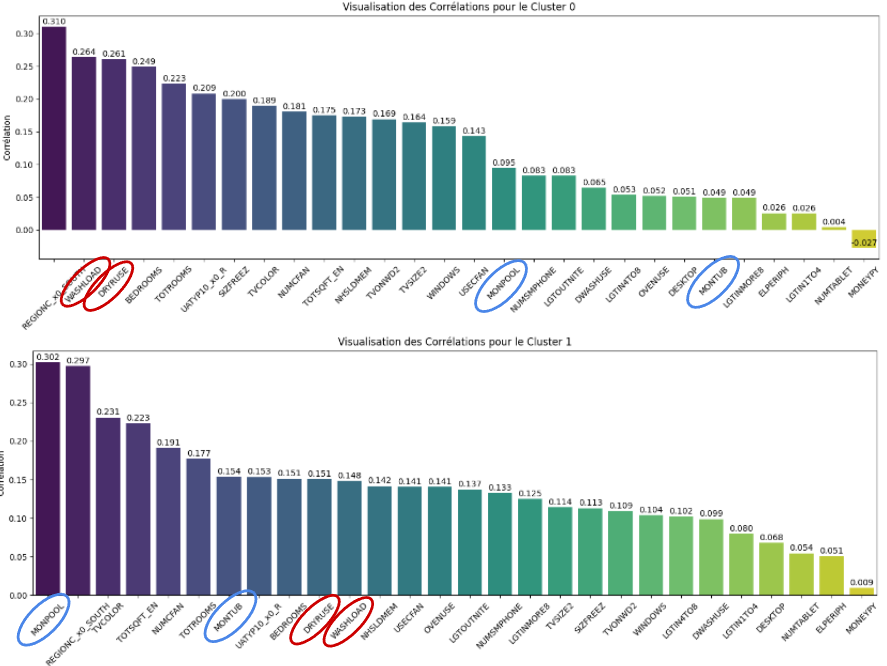 Visualisation des Corrélations pour le Cluster 0
Corrélation
0.30
0.25
0.20
0.15
0.10
0.05
0.00
0.310
0.264
0.261
0.249
0.223
0.209
0.200
0.189
0.181
0.175
0.173
0.169
0.164
0.159
0.143
0.095
0.083
0.083
0.065
0.053
0.052
0.051
0.049
0.049
0.026
0.026
0.004
-0.027
REGIONC_x0_SOUTH
WASHLOAD
DRYRUSE
BEDROOMS
TOTROOMS
UATYP10_x0_R
SIZFREEZ
TVCOLOR
NUMCFAN
TOTSQFT_EN
NHSLDMEM
TVONWD2
TVSIZE2
WINDOWS
USECFAN
MONPOOL
NUMSMPHONE
LGTOUTNITE
DWASHUSE
LGTIN4TO8
OVENUSE
DESKTOP
MONTUB
LGTINMORE8
ELPERIPH
LGTIN1TO4
NUMTABLET
MONEYPY
Visualisation des Corrélations pour le Cluster 1
Corrélation
0.35
0.30
0.25
0.20
0.15
0.10
0.05
0.00
0.302
0.297
0.231
0.223
0.191
0.177
0.154
0.153
0.151
0.151
0.148
0.142
0.141
0.141
0.137
0.133
0.125
0.114
0.113
0.109
0.104
0.102
0.099
0.080
0.068
0.054
0.051
0.009
MONPOOL
REGIONC_x0_SOUTH
TVCOLOR
TOTSQFT_EN
NUMCFAN
TOTROOMS
MONTUB
UATYP10_x0_R
BEDROOMS
DRYRUSE
WASHLOAD
NHSLDMEM
USECFAN
OVENUSE
LGTOUTNITE
NUMSMPHONE
LGTINMORE8
TVSIZE2
SIZFREEZ
TVONWD2
WINDOWS
LGTIN4TO8
DWASHUSE
LGTIN1TO4
DESKTOP
NUMTABLET
ELPERIPH
MONEYPY